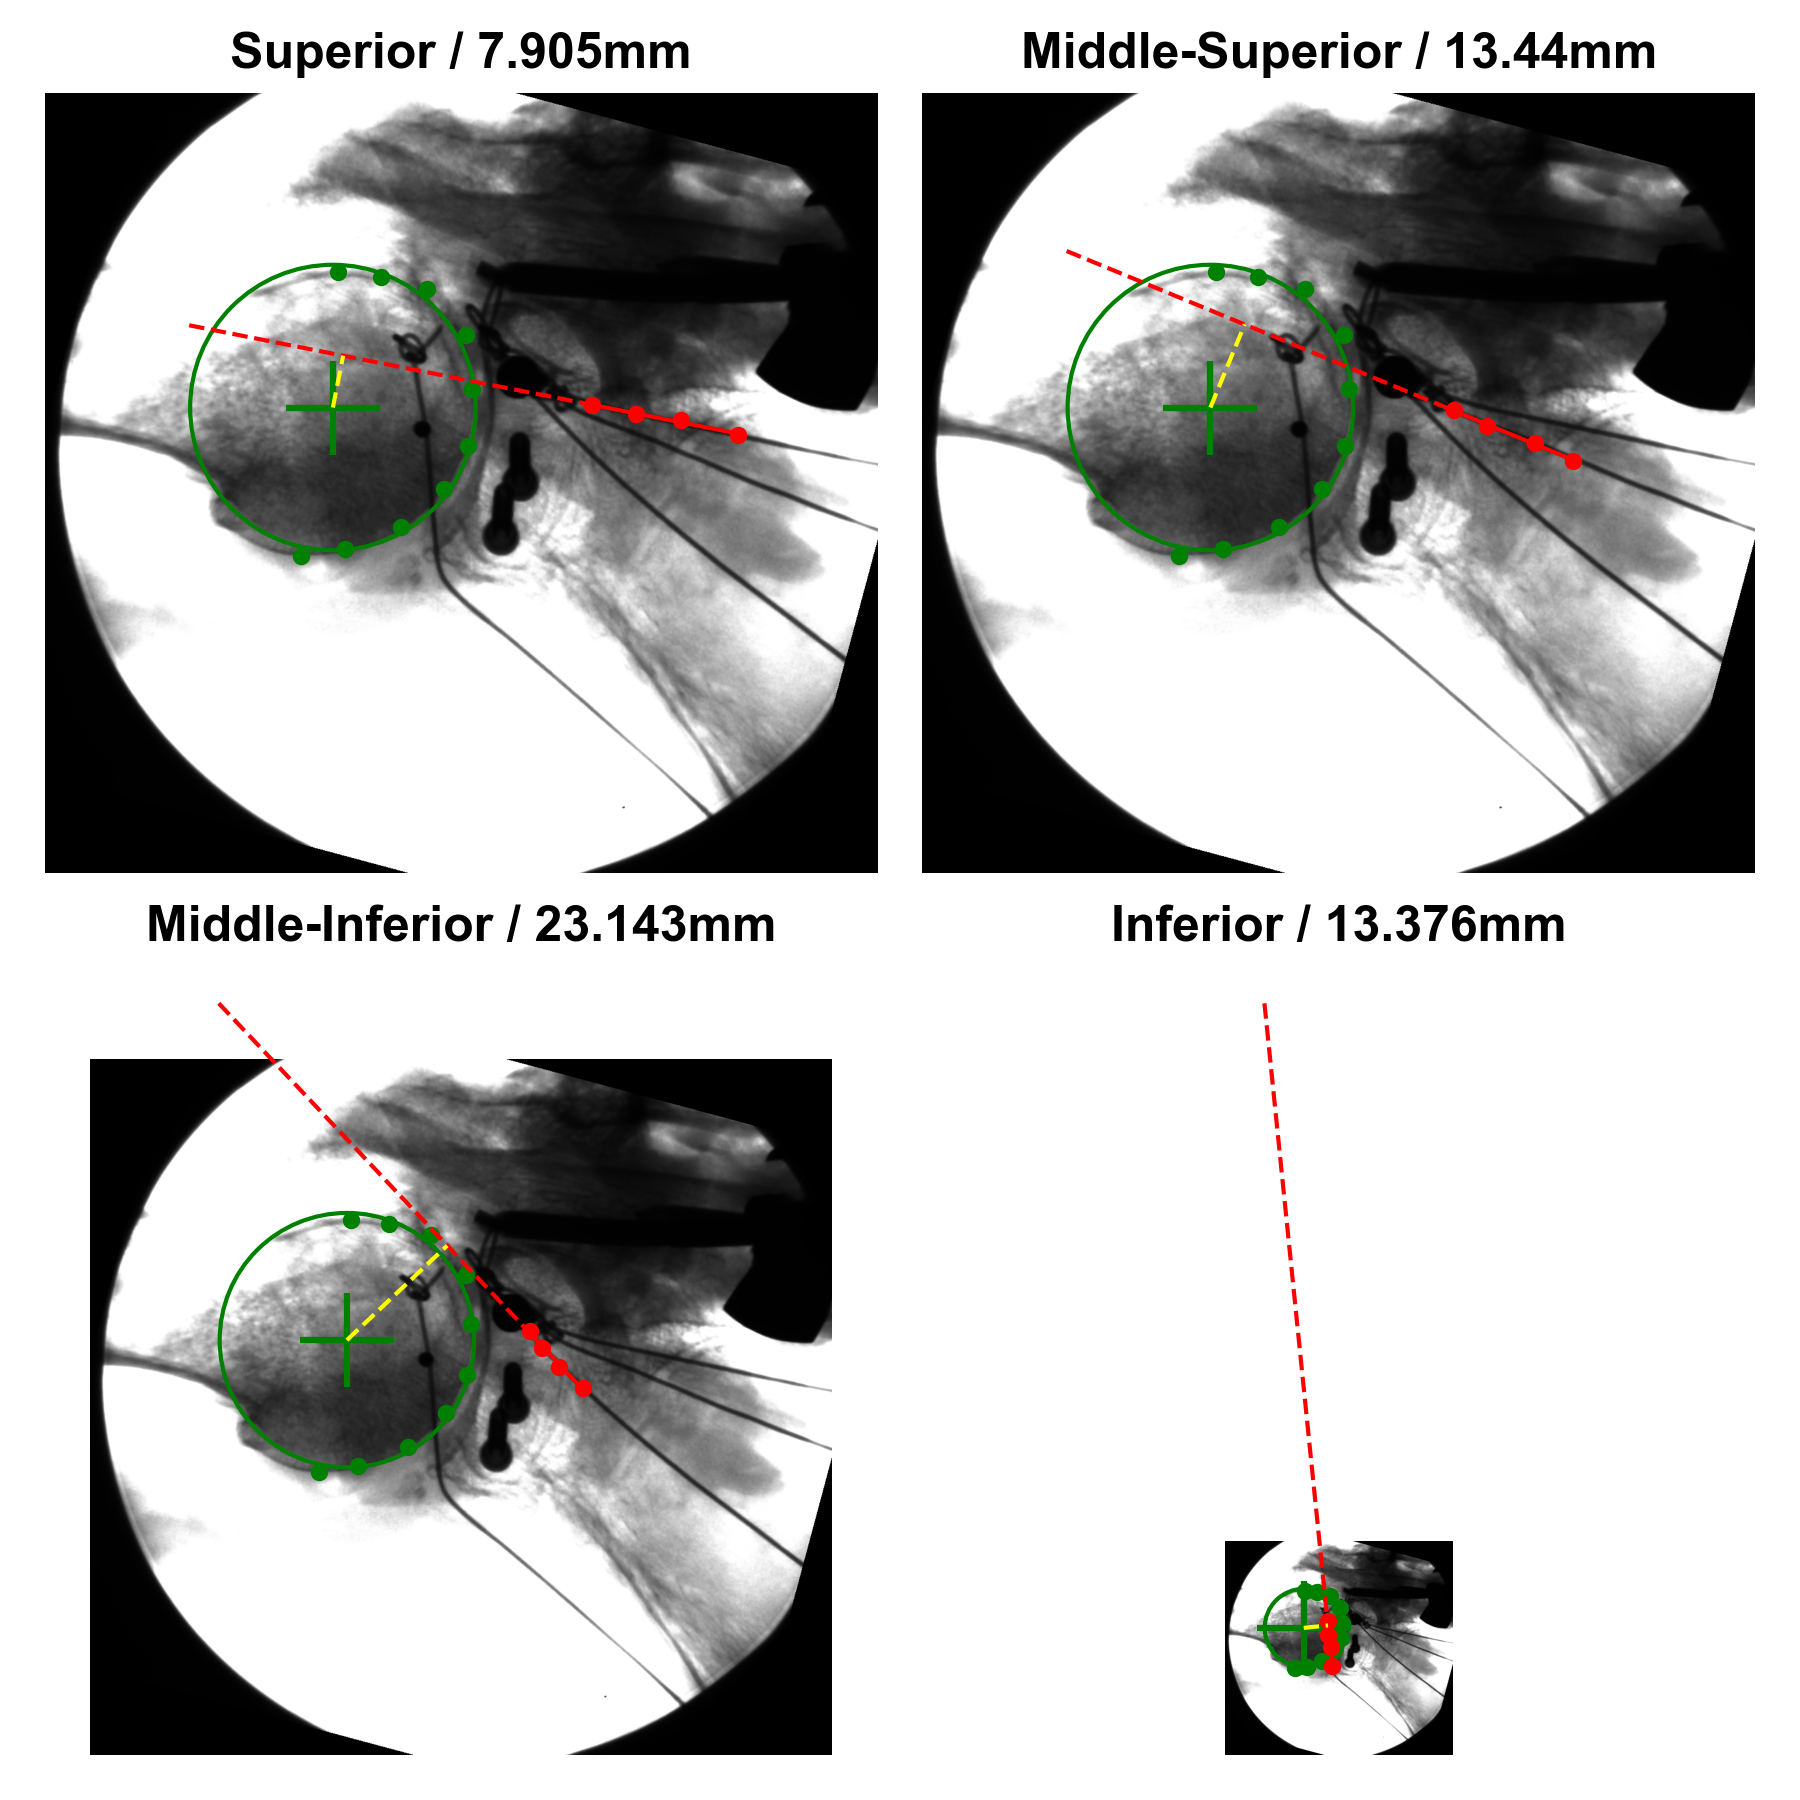 Superior / 7.905mm
Middle-Superior / 13.44mm
Middle-Inferior / 23.143mm
Inferior / 13.376mm